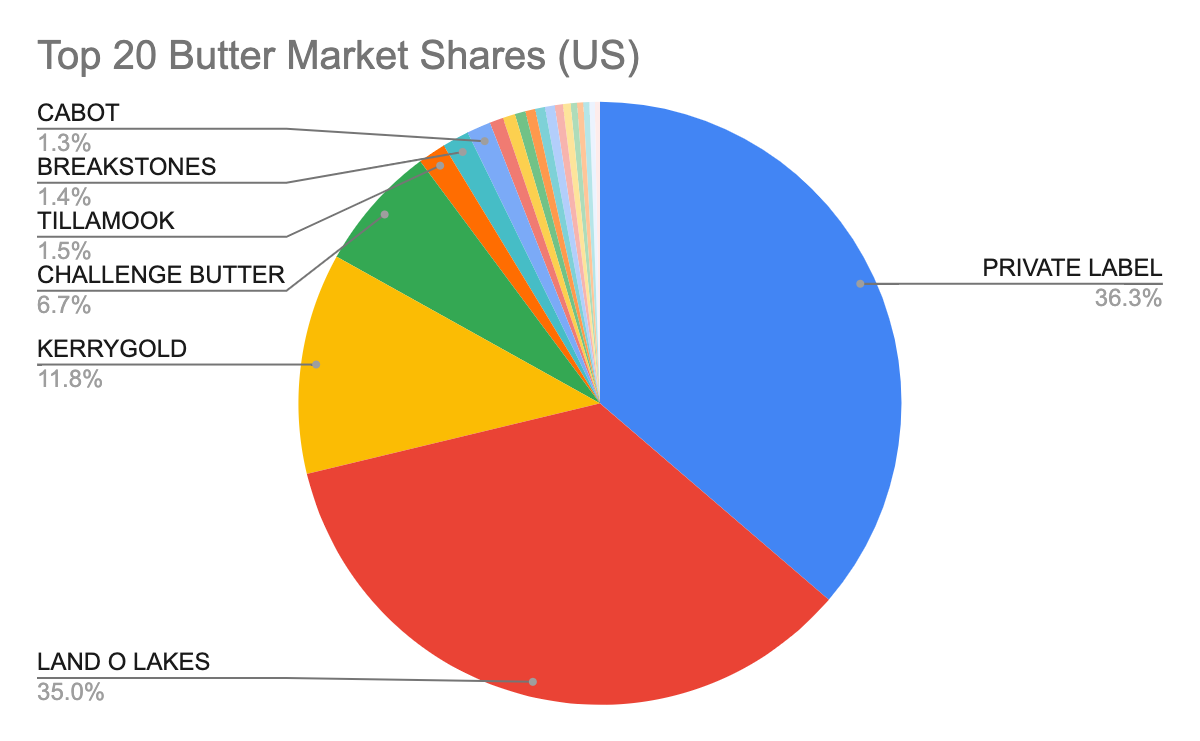 Top 20 Butter Market Shares (US)
CABOT
1.3%
BREAKSTONES
1.4%
TILLAMOOK
1.5%
CHALLENGE BUTTER
6.7%
KERRYGOLD
11.8%
LAND O LAKES
35.0%
PRIVATE LABEL
36.3%